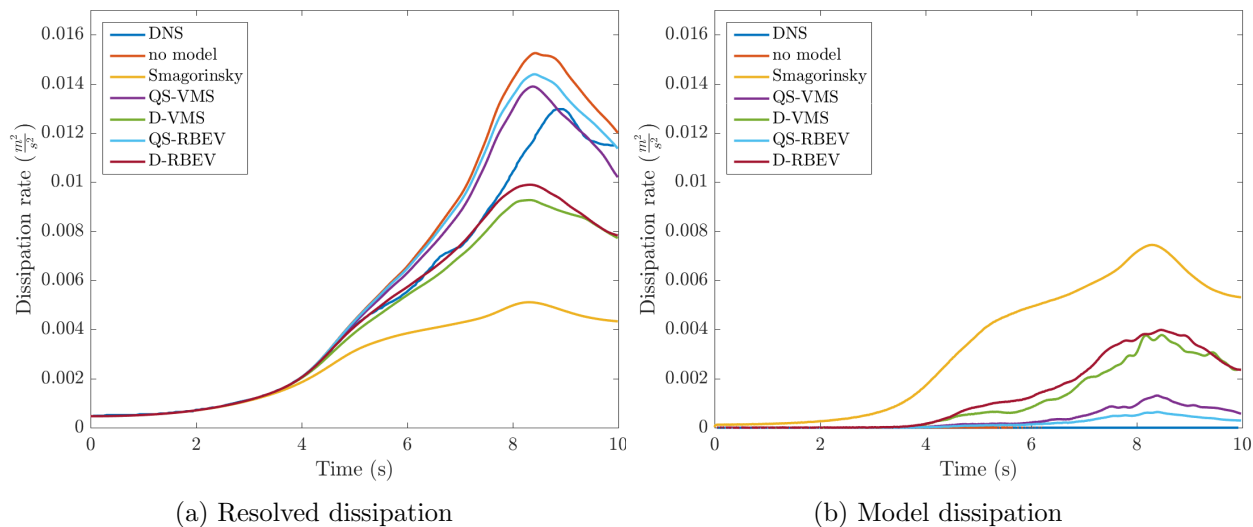 0.016
0.014
0.012
0.01
0.008
0.006
0.004
0.002
0
Dissipation rate (m²/s²)
DNS
no model
Smagorinsky
QS-VMS
D-VMS
QS-RBEV
D-RBEV
0 2 4 6 8 10
Time (s)
(a) Resolved dissipation
0.016
0.014
0.012
0.01
0.008
0.006
0.004
0.002
0
Dissipation rate (m²/s²)
DNS
no model
Smagorinsky
QS-VMS
D-VMS
QS-RBEV
D-RBEV
0 2 4 6 8 10
Time (s)
(b) Model dissipation